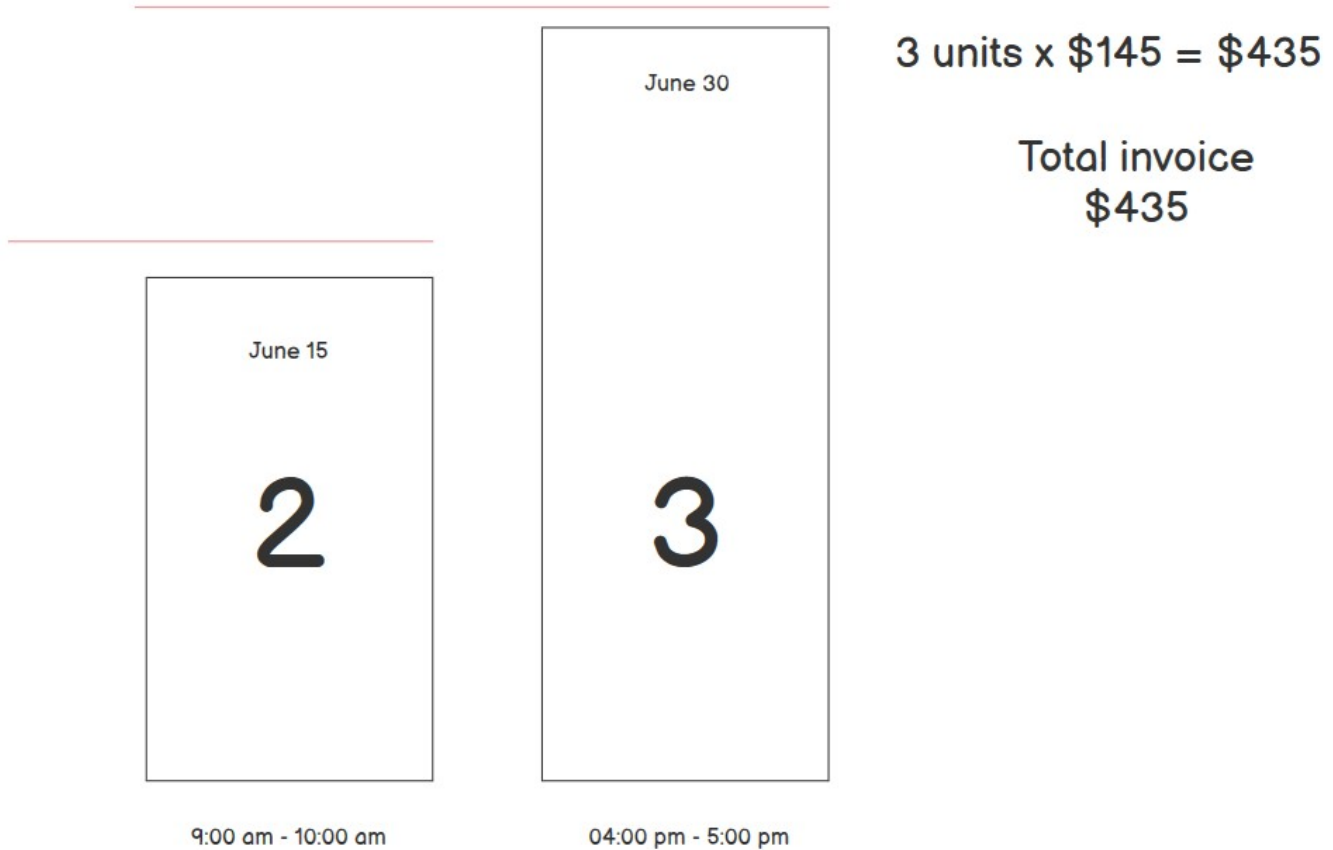 June 15
2
9:00 am - 10:00 am
June 30
3
04:00 pm - 5:00 pm
3 units x $145 = $435
Total invoice
$435